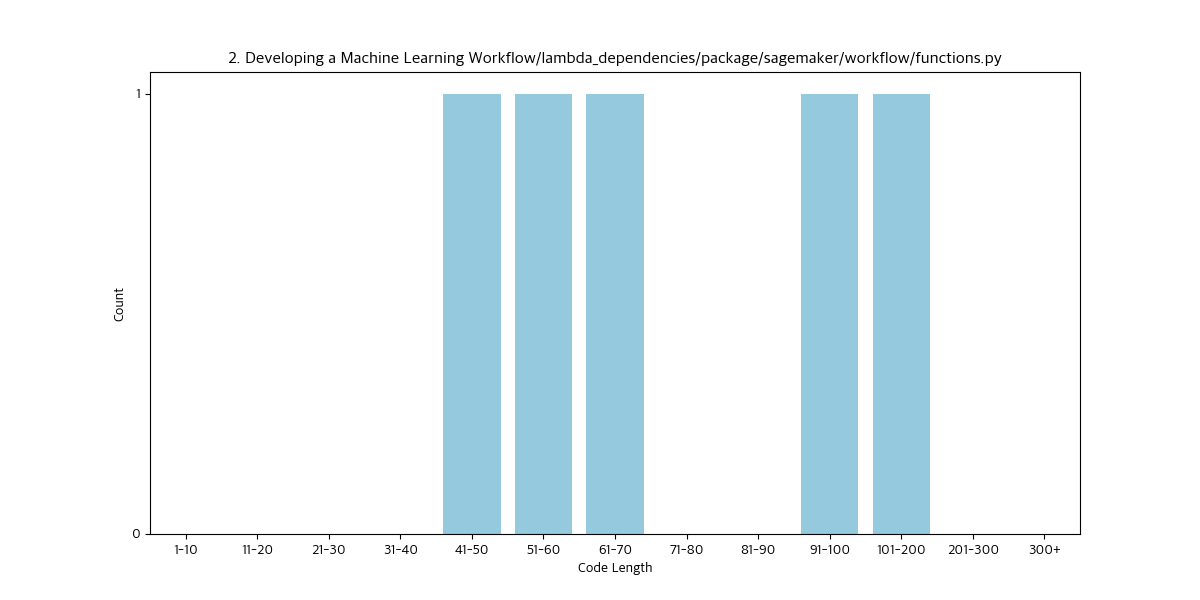 2. Developing a Machine Learning Workflow/lambda_dependencies/package/sagemaker/workflow/functions.py
1
Count
0
1-10 11-20 21-30 31-40 41-50 51-60 61-70 71-80 81-90 91-100 101-200 201-300 300+
Code Length